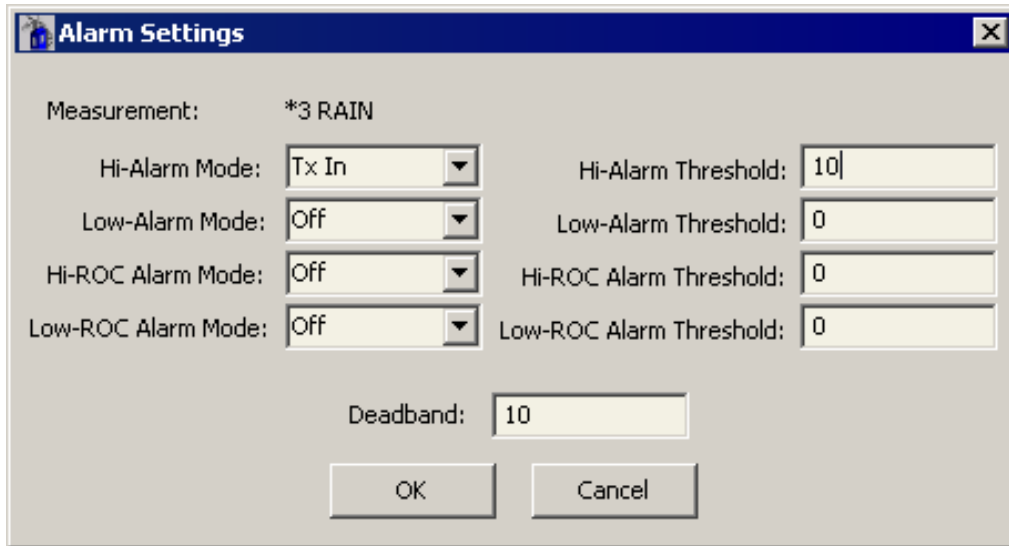 Alarm Settings
Measurement: *3 RAIN
Hi-Alarm Mode: Tx In Hi-Alarm Threshold: 10
Low-Alarm Mode: Off Low-Alarm Threshold: 0
Hi-ROC Alarm Mode: Off Hi-ROC Alarm Threshold: 0
Low-ROC Alarm Mode: Off Low-ROC Alarm Threshold: 0
Deadband: 10
OK Cancel